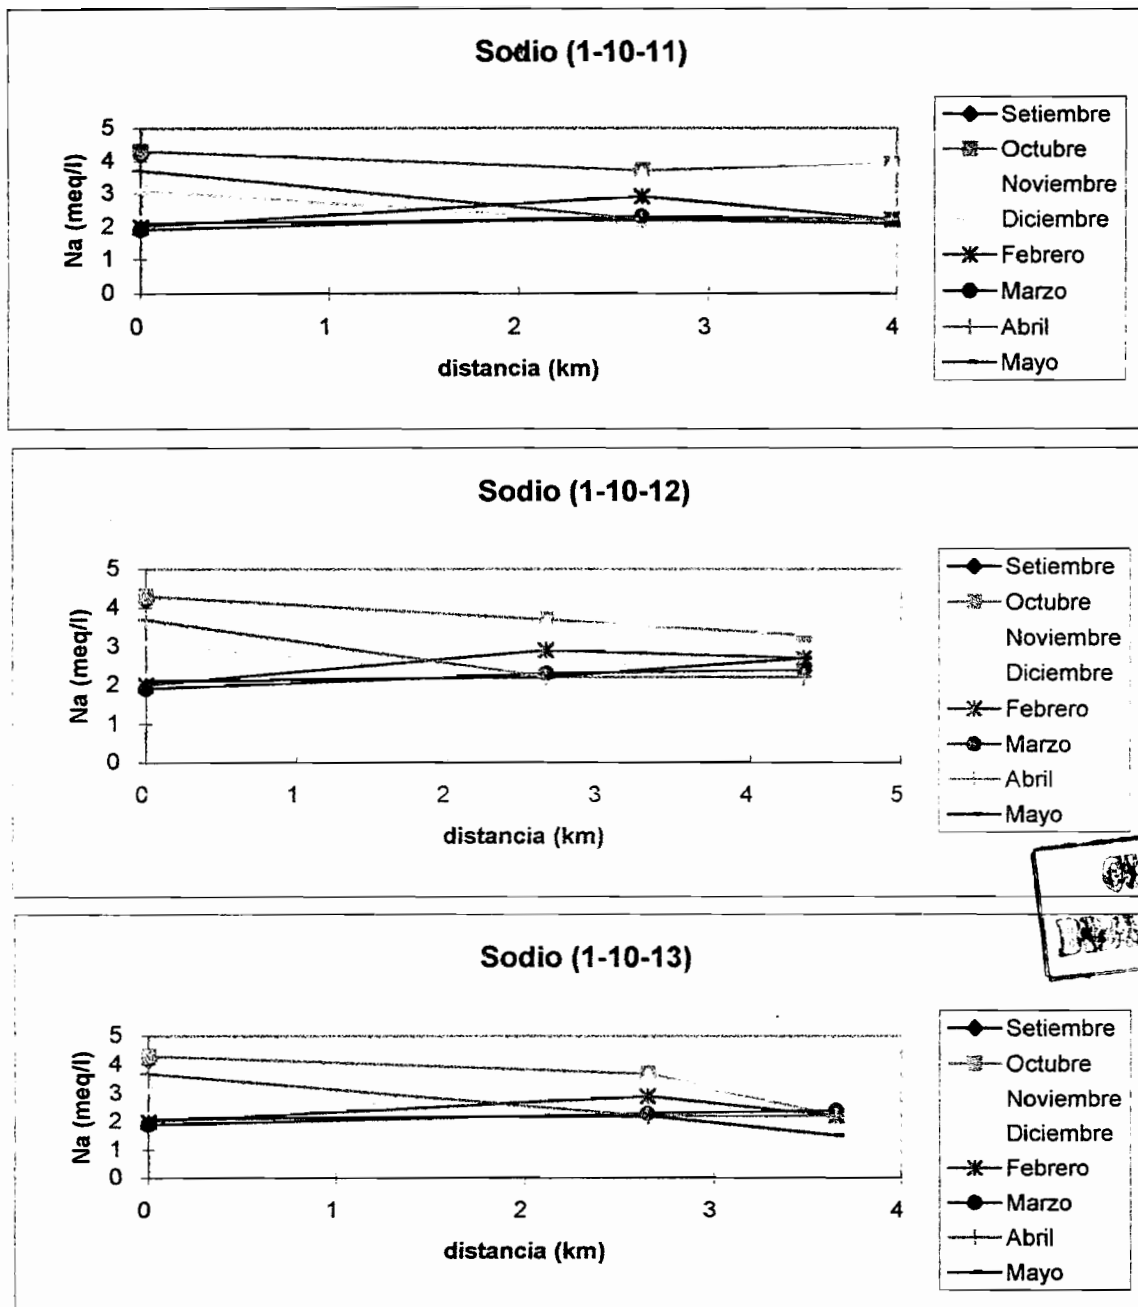 Sodio (1-10-11)
5
4
3
2
1
0
Na (meq/l)
0 1 2 3 4
distancia (km)
Setiembre
Octubre
Noviembre
Diciembre
Febrero
Marzo
Abril
Mayo
Sodio (1-10-12)
5
4
3
2
1
0
Na (meq/l)
0 1 2 3 4 5
distancia (km)
Setiembre
Octubre
Noviembre
Diciembre
Febrero
Marzo
Abril
Mayo
Sodio (1-10-13)
5
4
3
2
1
0
Na (meq/l)
0 1 2 3 4
distancia (km)
Setiembre
Octubre
Noviembre
Diciembre
Febrero
Marzo
Abril
Mayo